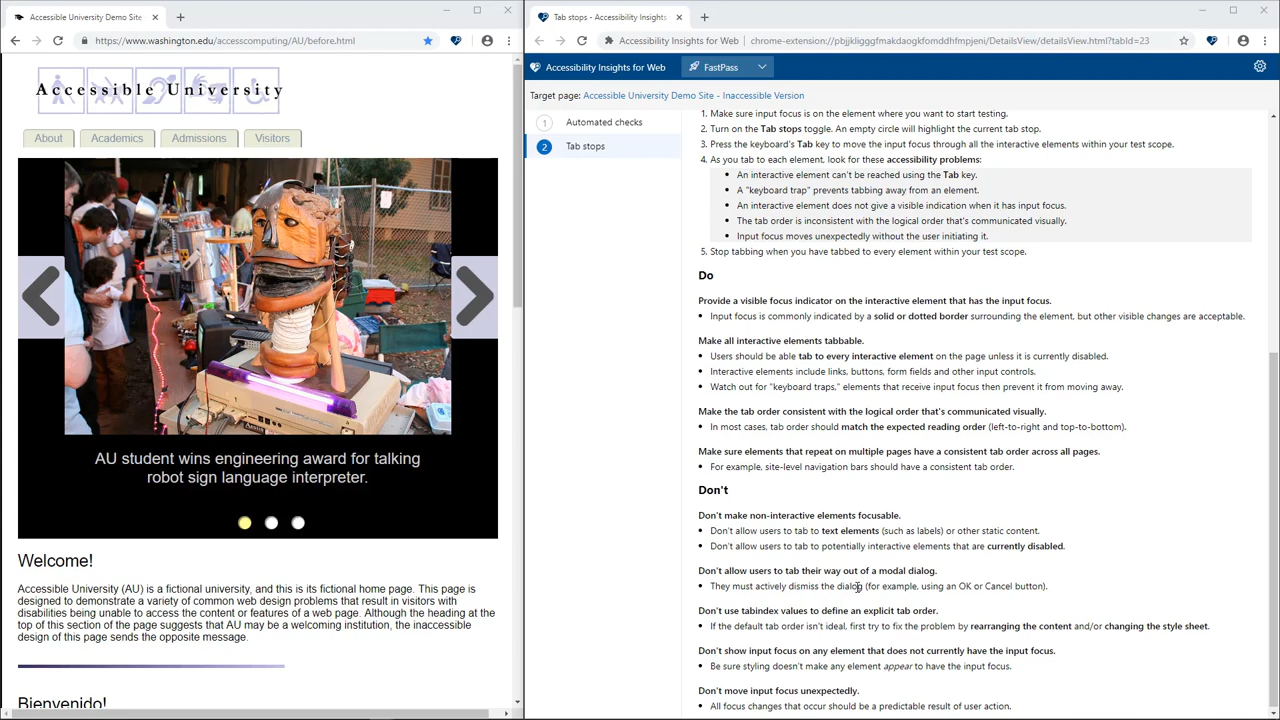 Accessible University Demo Site
https://www.washington.edu/accesscomputing/AU/before.html
Accessible University
About
Academics
Admissions
Visitors
AU student wins engineering award for talking
robot sign language interpreter.
Welcome!
Accessible University (AU) is a fictional university, and this is its fictional home page. This page is
designed to demonstrate a variety of common web design problems that result in visitors with
disabilities being unable to access the content or features of a web page. Although the heading at the
top of this section of the page suggests that AU may be a welcoming institution, the inaccessible
design of this page sends the opposite message.
Bienvenido!
Tab stops - Accessibility Insights
Accessibility Insights for Web
chrome-extension://pbjjkligggfmakdaogkfomddhfmpjeni/DetailsView/detailsView.html?tabId=23
Accessibility Insights for Web
FastPass
Target page: Accessible University Demo Site - Inaccessible Version
1 Automated checks
2 Tab stops
1. Make sure input focus is on the element where you want to start testing.
2. Turn on the Tab stops toggle. An empty circle will highlight the current tab stop.
3. Press the keyboard's Tab key to move the input focus through all the interactive elements within your test scope.
4. As you tab to each element, look for these accessibility problems:
• An interactive element can't be reached using the Tab key.
• A "keyboard trap" prevents tabbing away from an element.
• An interactive element does not give a visible indication when it has input focus.
• The tab order is inconsistent with the logical order that's communicated visually.
• Input focus moves unexpectedly without the user initiating it.
5. Stop tabbing when you have tabbed to every element within your test scope.
Do
Provide a visible focus indicator on the interactive element that has the input focus.
• Input focus is commonly indicated by a solid or dotted border surrounding the element, but other visible changes are acceptable.
Make all interactive elements tabbable.
• Users should be able tab to every interactive element on the page unless it is currently disabled.
• Interactive elements include links, buttons, form fields and other input controls.
• Watch out for "keyboard traps," elements that receive input focus then prevent it from moving away.
Make the tab order consistent with the logical order that's communicated visually.
• In most cases, tab order should match the expected reading order (left-to-right and top-to-bottom).
Make sure elements that repeat on multiple pages have a consistent tab order across all pages.
• For example, site-level navigation bars should have a consistent tab order.
Don't
Don't make non-interactive elements focusable.
• Don't allow users to tab to text elements (such as labels) or other static content.
• Don't allow users to tab to potentially interactive elements that are currently disabled.
Don't allow users to tab their way out of a modal dialog.
• They must actively dismiss the dialog (for example, using an OK or Cancel button).
Don't use tabindex values to define an explicit tab order.
• If the default tab order isn't ideal, first try to fix the problem by rearranging the content and/or changing the style sheet.
Don't show input focus on any element that does not currently have the input focus.
• Be sure styling doesn't make any element appear to have the input focus.
Don't move input focus unexpectedly.
• All focus changes that occur should be a predictable result of user action.